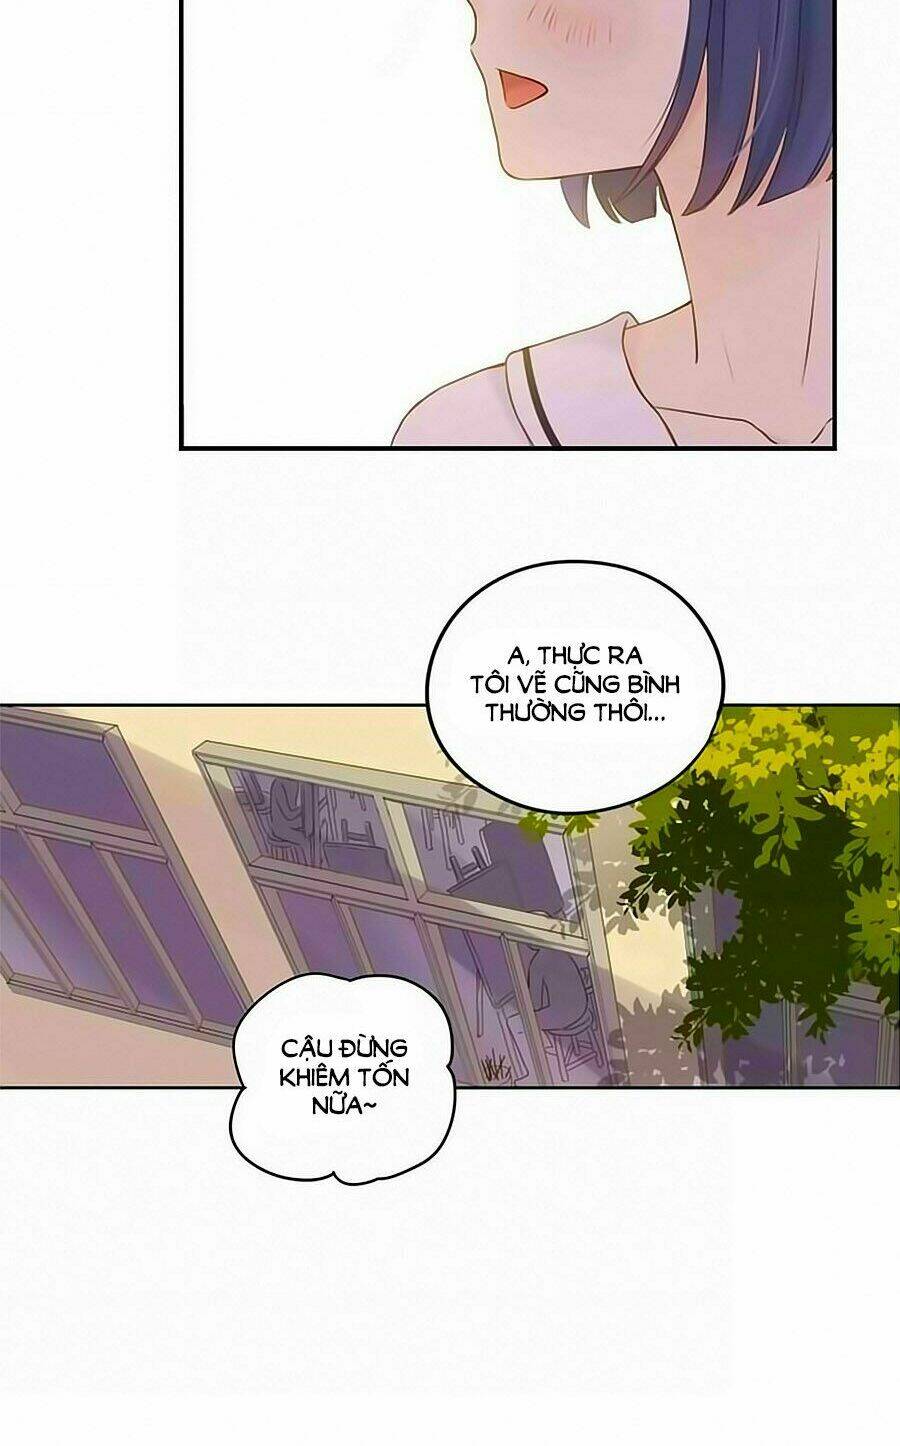 A, THỰC RA
TÔI VẼ CŨNG BÌNH
THƯỜNG THÔI...
CẬU ĐỪNG
KHIÊM TỐN
NỮA~